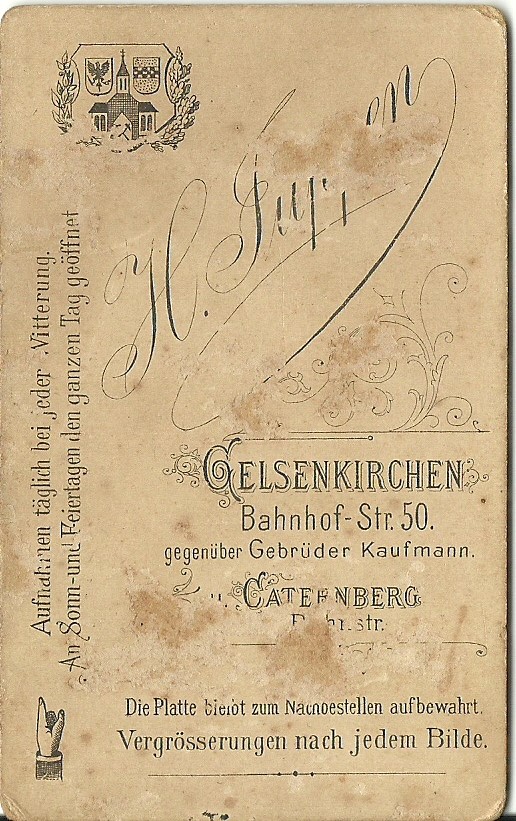 H.
GELSENKIRCHEN
Bahnhof-Str. 50.
gegenüber Gebrüder Kaufmann.
CATERNBERG
Die Platte bleibt zum Nachbestellen aufbewahrt.
Vergrösserungen nach jedem Bilde.
Aufnahmen täglich bei jeder Witterung.
An Sonn-und Feiertagen den ganzen Tag geöffnet